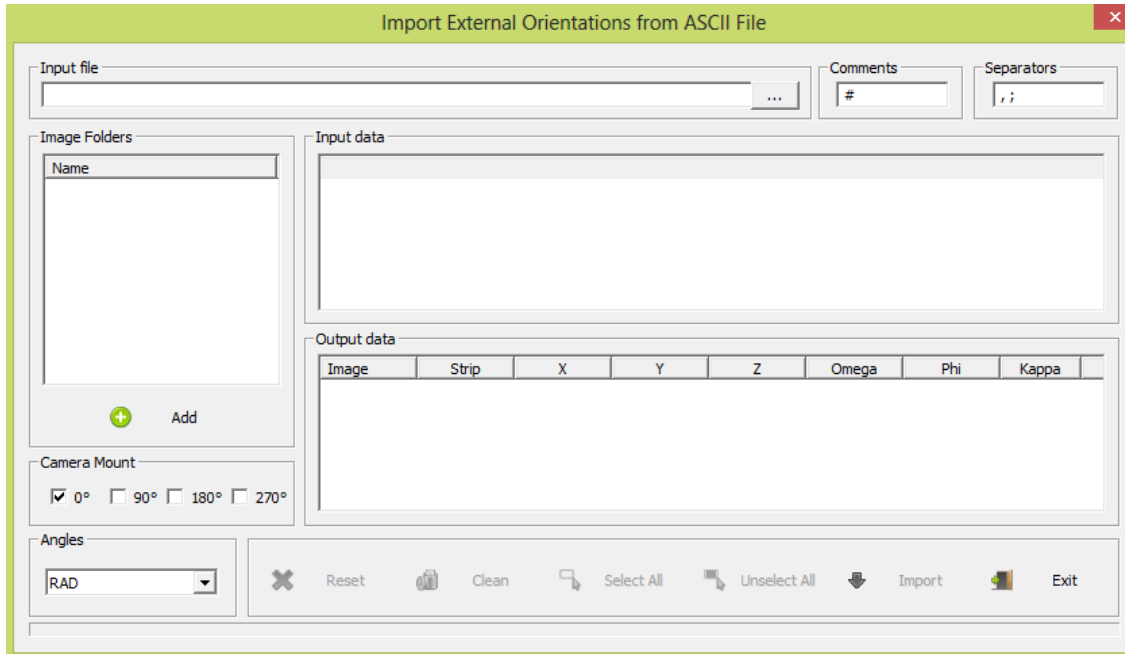 Import External Orientations from ASCII File
Input file
Comments
Separators
...
#
,;
Image Folders
Input data
Name
Output data
Image Strip X Y Z Omega Phi Kappa
Add
Camera Mount
0° 90° 180° 270°
Angles
RAD
Reset Clean Select All Unselect All Import Exit